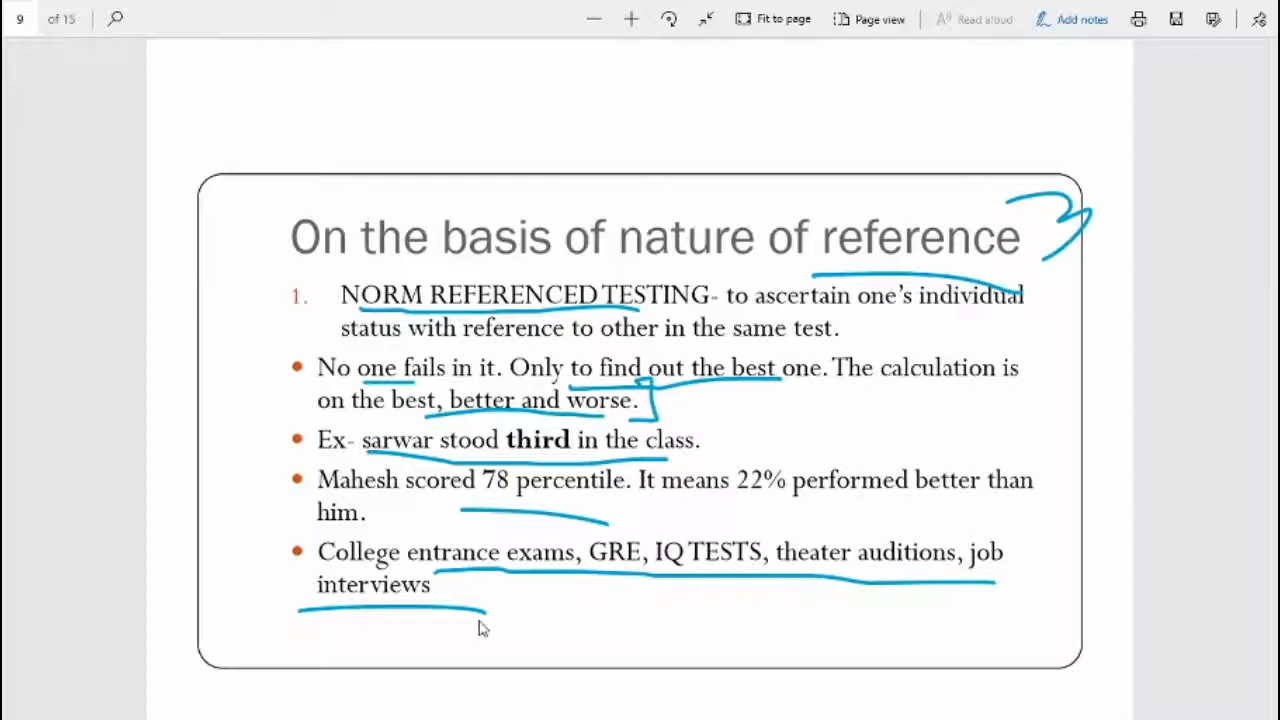 9 of 15 Fit to page Page view Read aloud Add notes
On the basis of nature of reference 3
1. NORM REFERENCED TESTING- to ascertain one's individual
status with reference to other in the same test.
• No one fails in it. Only to find out the best one. The calculation is
on the best, better and worse.
• Ex- sarwar stood third in the class.
• Mahesh scored 78 percentile. It means 22% performed better than
him.
• College entrance exams, GRE, IQ TESTS, theater auditions, job
interviews